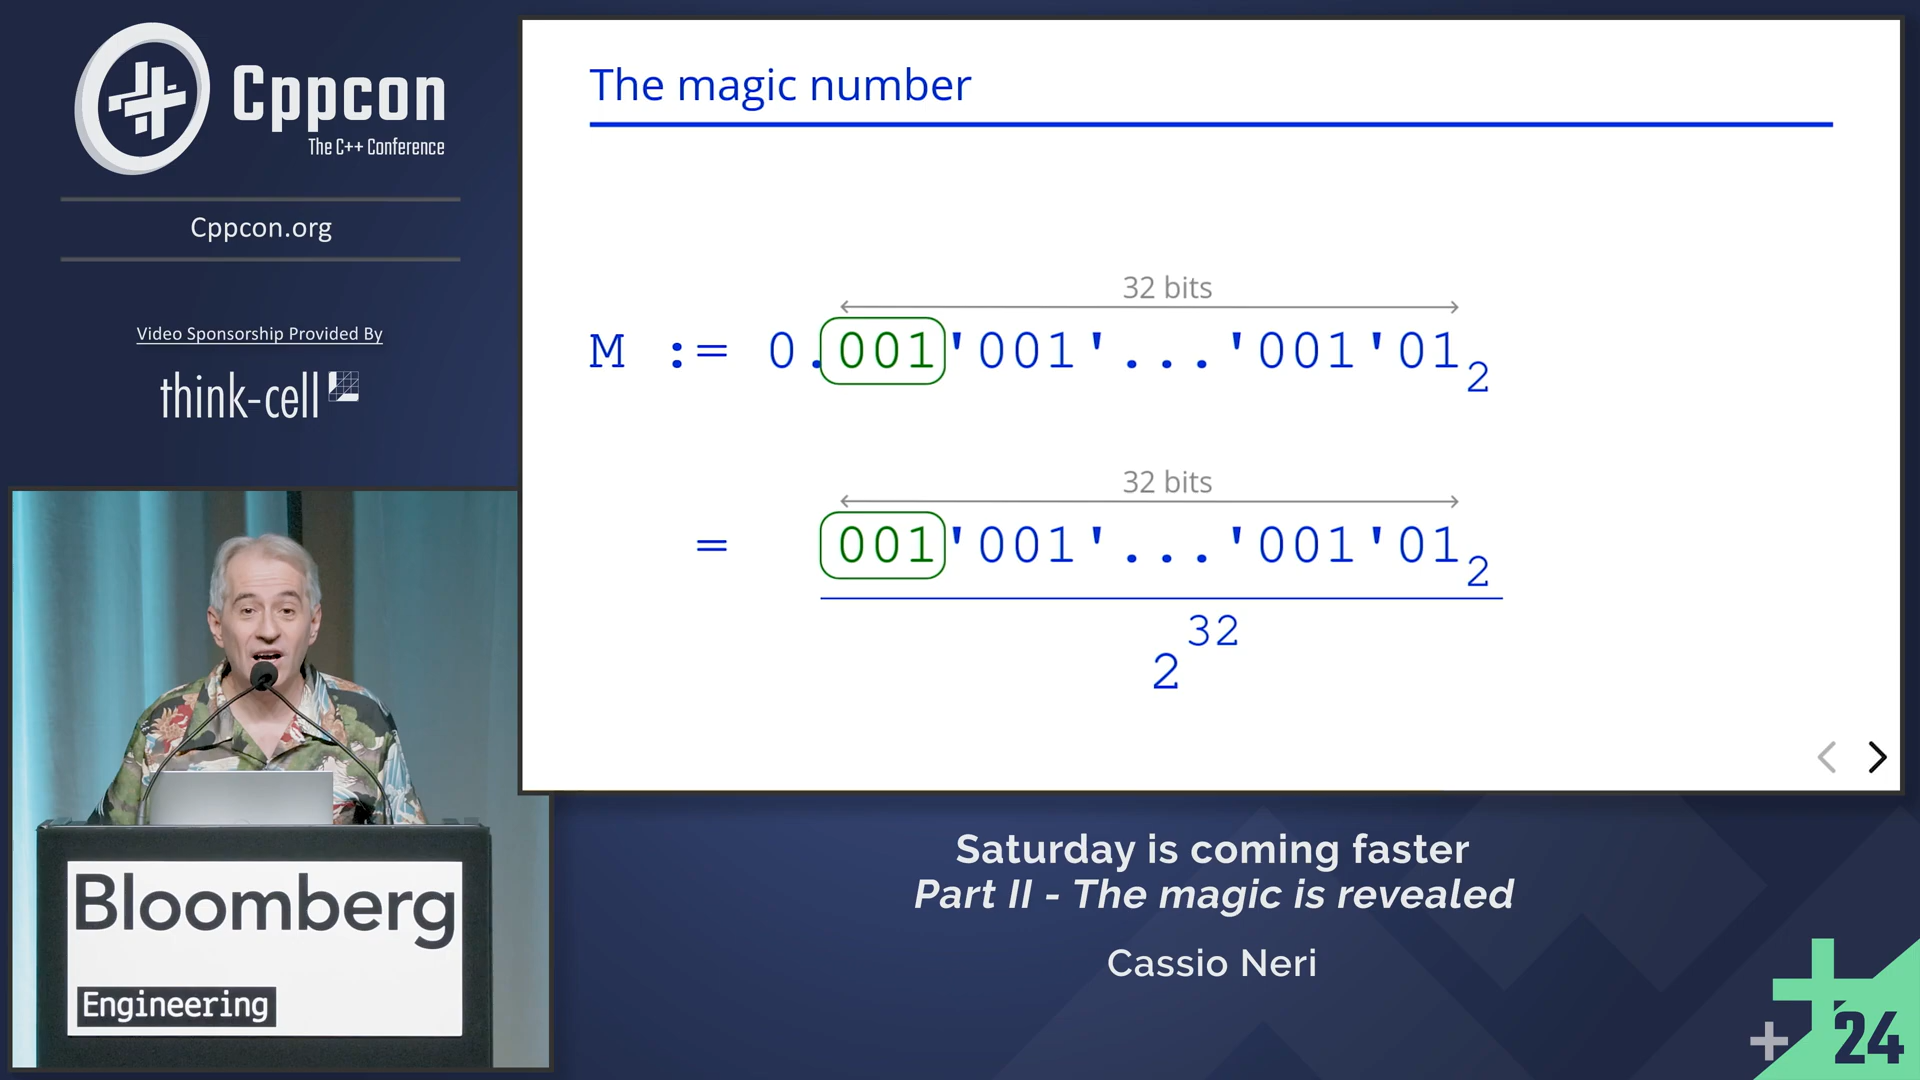 Cppcon
The C++ Conference
Cppcon.org
Video Sponsorship Provided By
think-cell
The magic number
32 bits
M := 0.001'001'...'001'01₂
32 bits
= 001'001'...'001'01₂
2³²
Bloomberg
Engineering
Saturday is coming faster
Part II - The magic is revealed
Cassio Neri
24